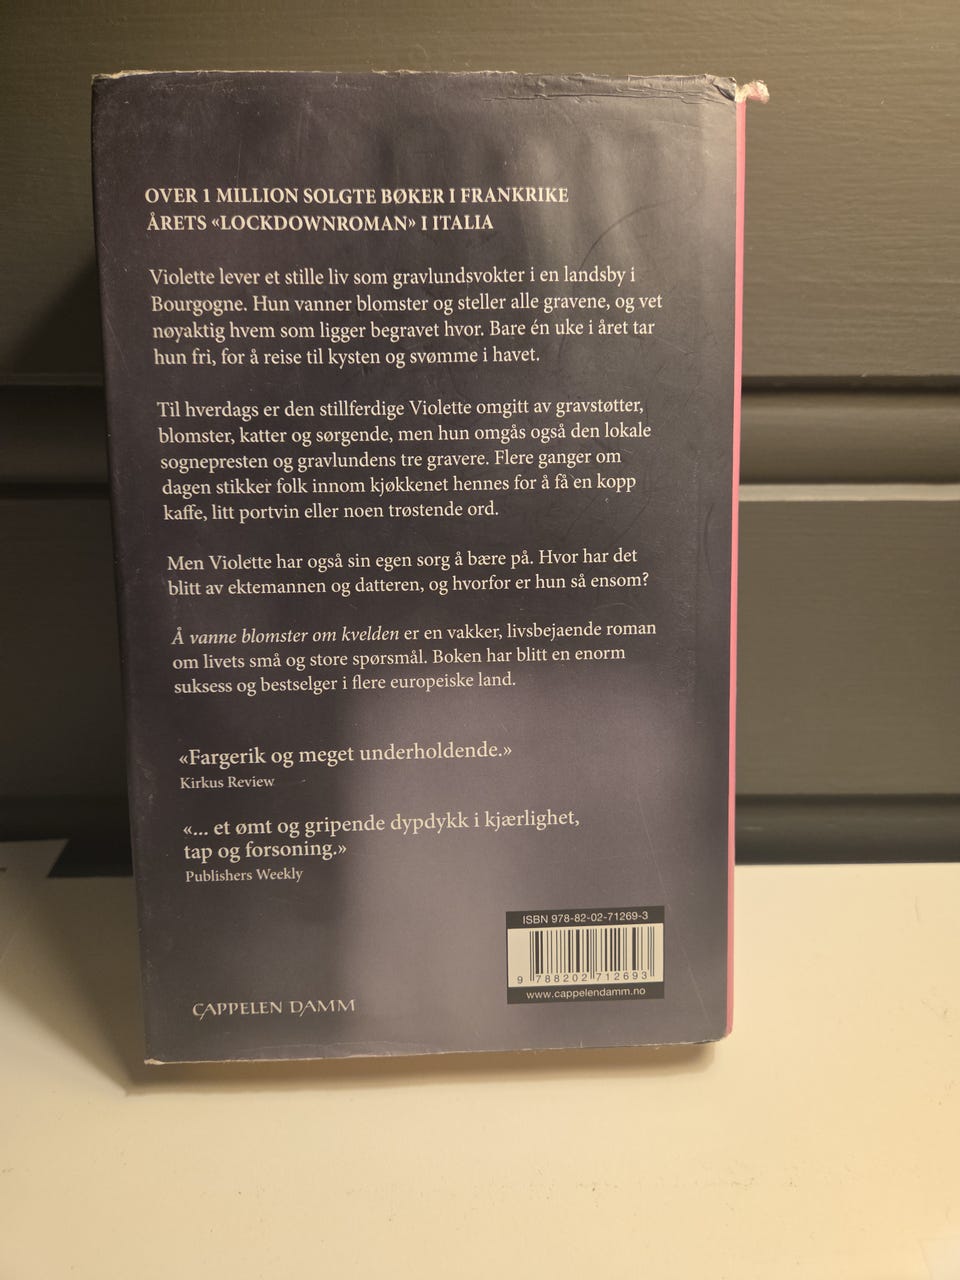 OVER 1 MILLION SOLGTE BØKER I FRANKRIKE
ÅRETS «LOCKDOWNROMAN» I ITALIA
Violette lever et stille liv som gravlundsvokter i en landsby i
Bourgogne. Hun vanner blomster og steller alle gravene, og vet
nøyaktig hvem som ligger begravet hvor. Bare én uke i året tar
hun fri, for å reise til kysten og svømme i havet.
Til hverdags er den stillferdige Violette omgitt av gravstøtter,
blomster, katter og sørgende, men hun omgås også den lokale
sognepresten og gravlundens tre gravere. Flere ganger om
dagen stikker folk innom kjøkkenet hennes for å få en kopp
kaffe, litt portvin eller noen trøstende ord.
Men Violette har også sin egen sorg å bære på. Hvor har det
blitt av ektemannen og datteren, og hvorfor er hun så ensom?
Å vanne blomster om kvelden er en vakker, livsbejaende roman
om livets små og store spørsmål. Boken har blitt en enorm
suksess og bestselger i flere europeiske land.
«Fargerik og meget underholdende.»
Kirkus Review
«... et ømt og gripende dypdykk i kjærlighet,
tap og forsoning.»
Publishers Weekly
ISBN 978-82-02-71269-3
9 788202 712693
www.cappelendamm.no
CAPPELEN DAMM